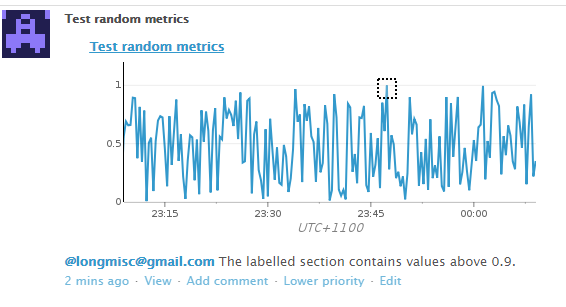 Test random metrics
Test random metrics
1
0.5
0
23:15 23:30 23:45 00:00
UTC+1100
@longmisc@gmail.com The labelled section contains values above 0.9.
2 mins ago · View · Add comment · Lower priority · Edit